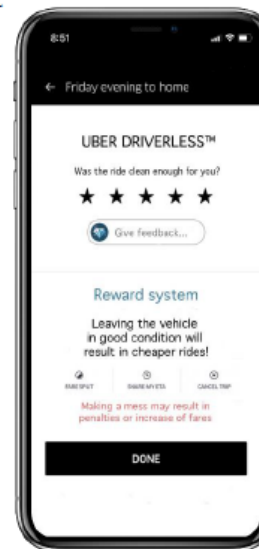 8:51
← Friday evening to home
UBER DRIVERLESS™
Was the ride clean enough for you?
★ ★ ★ ★ ★
Give feedback...
Reward system
Leaving the vehicle
in good condition will
result in cheaper rides!
FARE SPLIT SHARE MY ETA CANCEL TRIP
Making a mess may result in
penalties or increase of fares
DONE